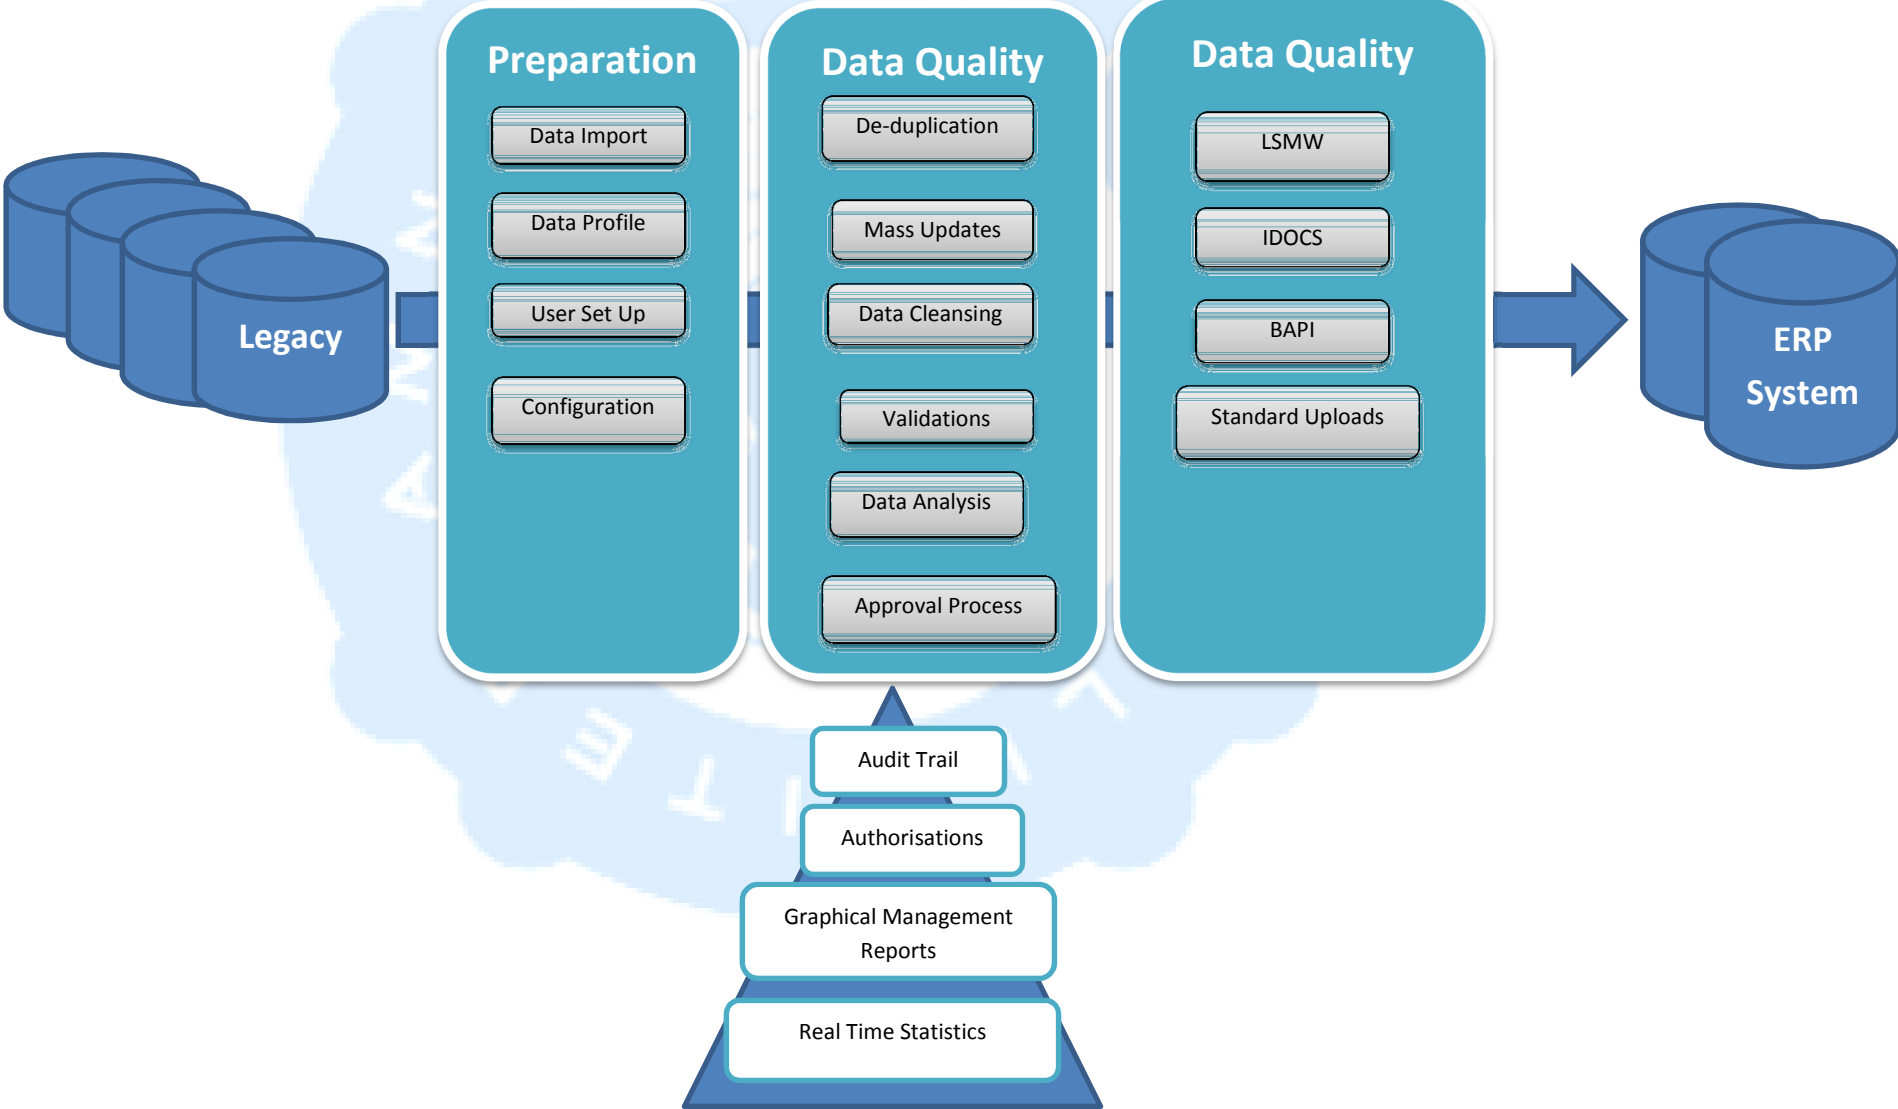 Preparation
Data Import
Data Profile
User Set Up
Configuration
Data Quality
De-duplication
Mass Updates
Data Cleansing
Validations
Data Analysis
Approval Process
Data Quality
LSMW
IDOCS
BAPI
Standard Uploads
Legacy
ERP
System
Audit Trail
Authorisations
Graphical Management
Reports
Real Time Statistics